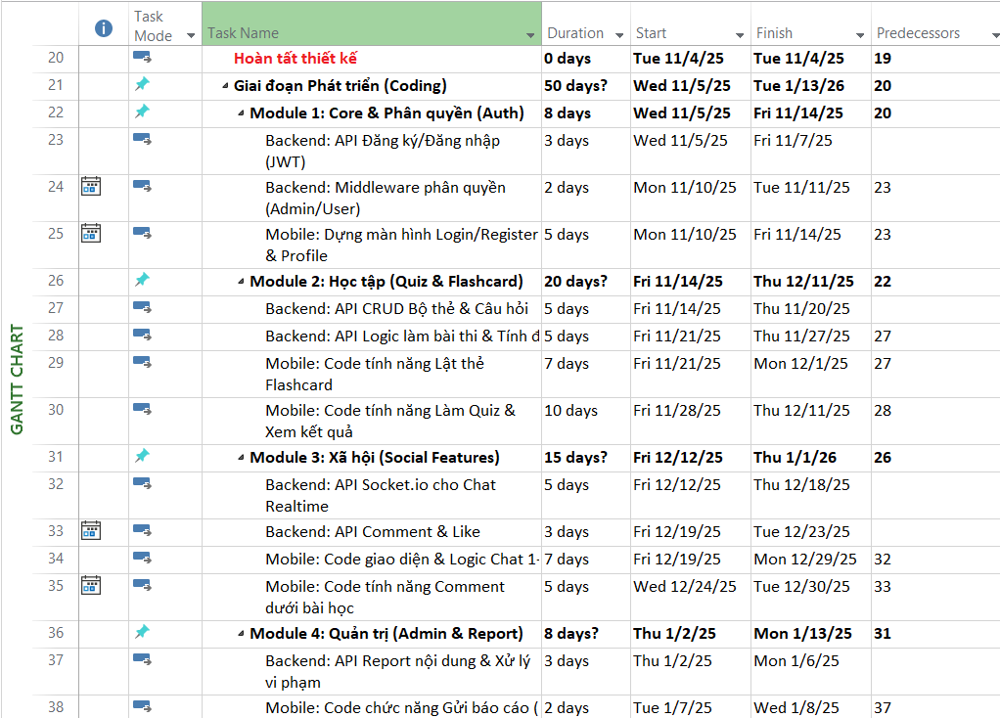 Task
Mode Task Name Duration Start Finish Predecessors
20 Hoàn tất thiết kế 0 days Tue 11/4/25 Tue 11/4/25 19
21 Giai đoạn Phát triển (Coding) 50 days? Wed 11/5/25 Tue 1/13/26 20
22 Module 1: Core & Phân quyền (Auth) 8 days Wed 11/5/25 Fri 11/14/25 20
23 Backend: API Đăng ký/Đăng nhập 3 days Wed 11/5/25 Fri 11/7/25
(JWT)
24 Backend: Middleware phân quyền 2 days Mon 11/10/25 Tue 11/11/25 23
(Admin/User)
25 Mobile: Dựng màn hình Login/Register 5 days Mon 11/10/25 Fri 11/14/25 23
& Profile
26 Module 2: Học tập (Quiz & Flashcard) 20 days? Fri 11/14/25 Thu 12/11/25 22
27 Backend: API CRUD Bộ thẻ & Câu hỏi 5 days Fri 11/14/25 Thu 11/20/25
28 Backend: API Logic làm bài thi & Tính đ 5 days Fri 11/21/25 Thu 11/27/25 27
29 Mobile: Code tính năng Lật thẻ 7 days Fri 11/21/25 Mon 12/1/25 27
Flashcard
30 Mobile: Code tính năng Làm Quiz & 10 days Fri 11/28/25 Thu 12/11/25 28
Xem kết quả
31 Module 3: Xã hội (Social Features) 15 days? Fri 12/12/25 Thu 1/1/26 26
32 Backend: API Socket.io cho Chat 5 days Fri 12/12/25 Thu 12/18/25
Realtime
33 Backend: API Comment & Like 3 days Fri 12/19/25 Tue 12/23/25
34 Mobile: Code giao diện & Logic Chat 1- 7 days Fri 12/19/25 Mon 12/29/25 32
35 Mobile: Code tính năng Comment 5 days Wed 12/24/25 Tue 12/30/25 33
dưới bài học
36 Module 4: Quản trị (Admin & Report) 8 days? Thu 1/2/25 Mon 1/13/25 31
37 Backend: API Report nội dung & Xử lý 3 days Thu 1/2/25 Mon 1/6/25
vi phạm
38 Mobile: Code chức năng Gửi báo cáo ( 2 days Tue 1/7/25 Wed 1/8/25 37
GANTT CHART